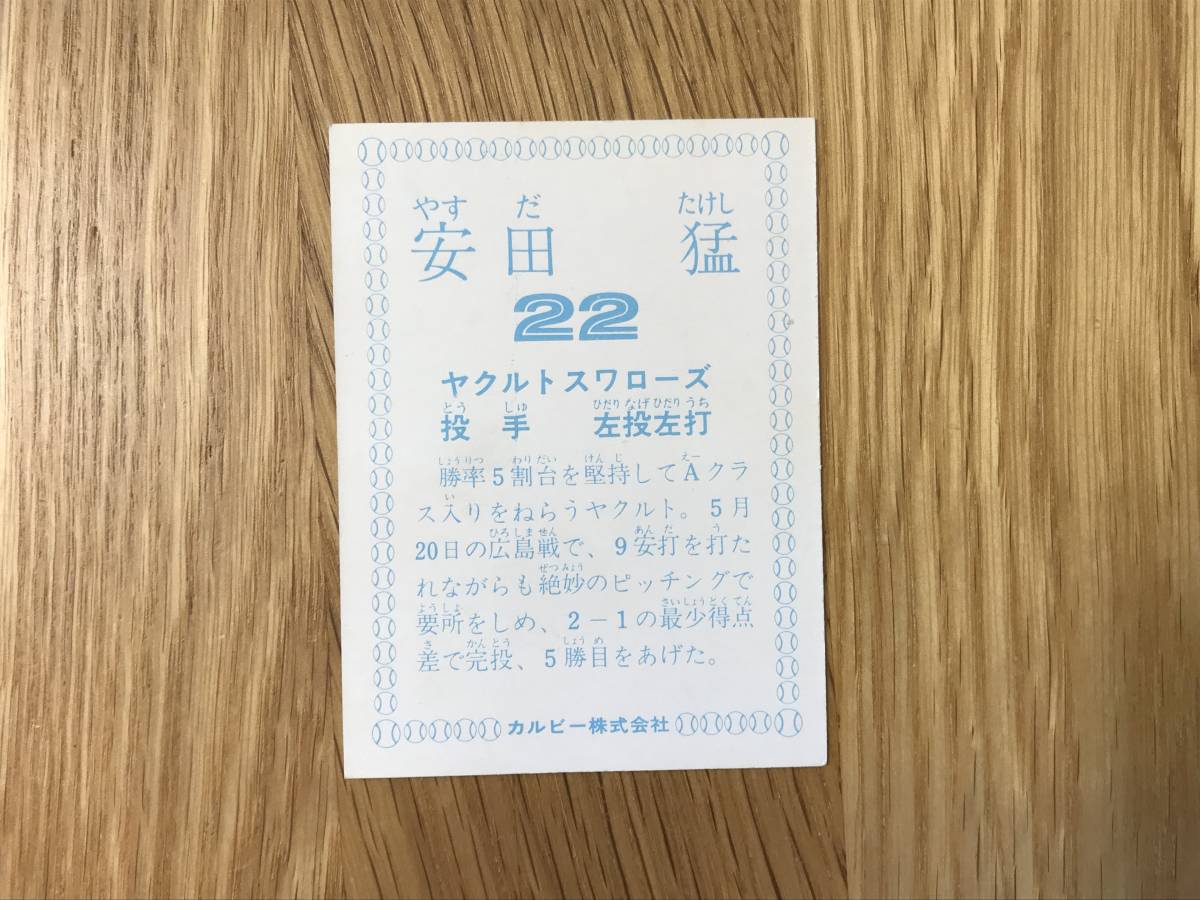 やす だ たけし
安田 猛
22
ヤクルトスワローズ
とう しゅ ひだり なげ ひだり うち
投手 左投左打
しょうりつ わりだい けんじ えー
勝率5割台を堅持してAクラ
い
ス入りをねらうヤクルト。5月
ひろしません あんだ う
20日の広島戦で、9安打を打た
ぜつみょう
れながらも絶妙のピッチングで
ようしょ さいしょうとくてん
要所をしめ、2-1の最少得点
さ かんとう しょうめ
差で完投、5勝目をあげた。
カルビー株式会社